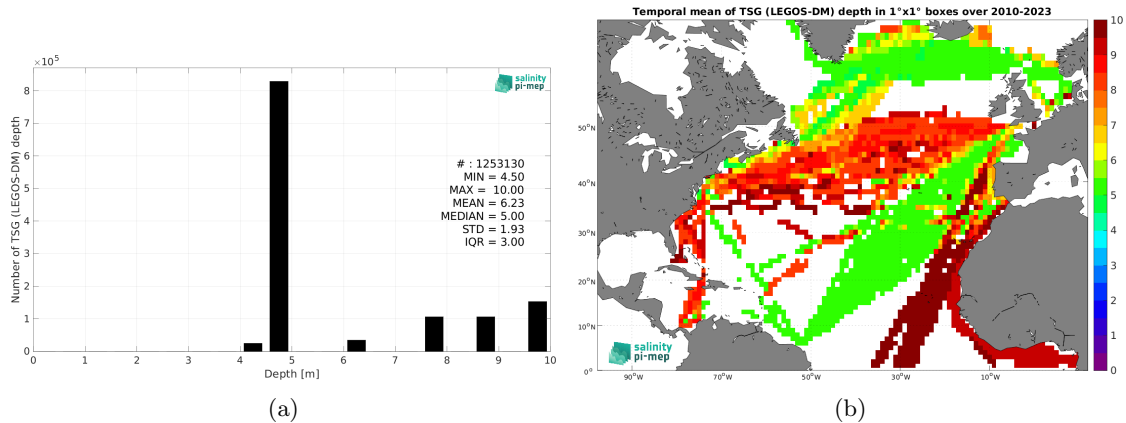 ×10⁵
8
7
6
5
4
3
2
1
0
Number of TSG (LEGOS-DM) depth
salinity
pi-mep
# : 1253130
MIN = 4.50
MAX = 10.00
MEAN = 6.23
MEDIAN = 5.00
STD = 1.93
IQR = 3.00
0 1 2 3 4 5 6 7 8 9 10
Depth [m]
(a)
Temporal mean of TSG (LEGOS-DM) depth in 1°x1° boxes over 2010-2023
50°N
40°N
30°N
20°N
10°N
0°
90°W 70°W 50°W 30°W 10°W
salinity
pi-mep
10
9
8
7
6
5
4
3
2
1
0
(b)